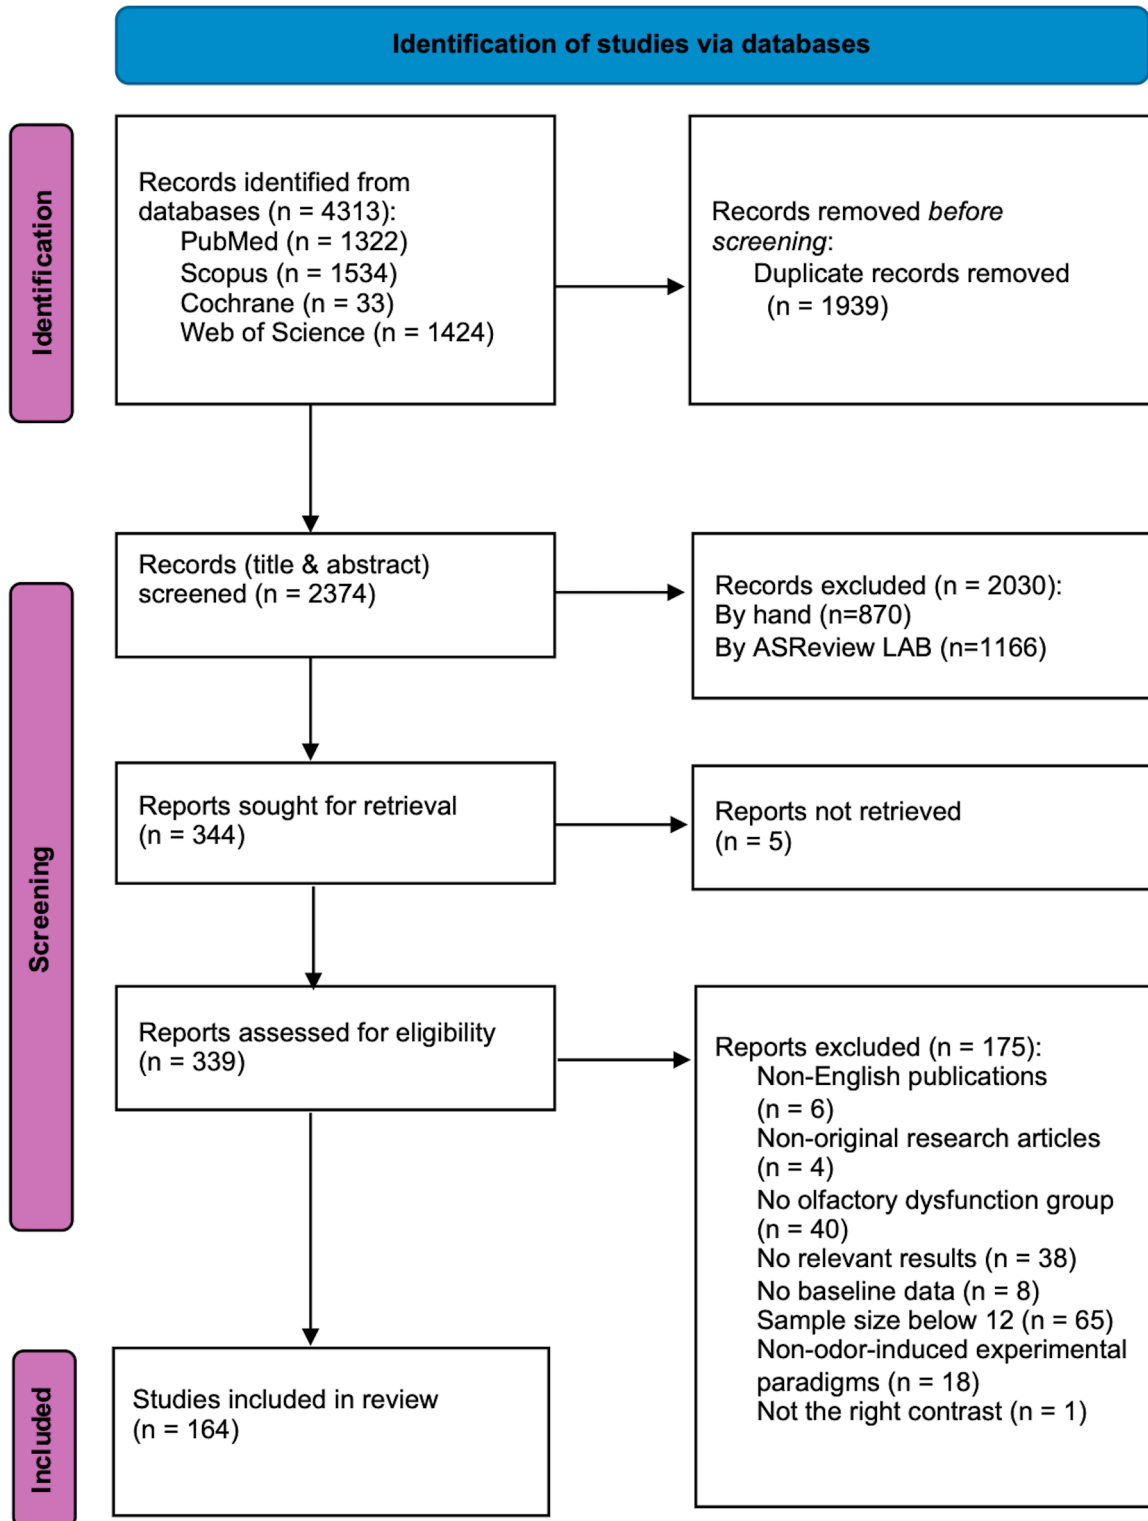 Identification of studies via databases
Identification
Records identified from
databases (n = 4313):
PubMed (n = 1322)
Scopus (n = 1534)
Cochrane (n = 33)
Web of Science (n = 1424)
Records removed before
screening:
Duplicate records removed
(n = 1939)
Screening
Records (title & abstract)
screened (n = 2374)
Records excluded (n = 2030):
By hand (n=870)
By ASReview LAB (n=1166)
Reports sought for retrieval
(n = 344)
Reports not retrieved
(n = 5)
Reports assessed for eligibility
(n = 339)
Reports excluded (n = 175):
Non-English publications
(n = 6)
Non-original research articles
(n = 4)
No olfactory dysfunction group
(n = 40)
No relevant results (n = 38)
No baseline data (n = 8)
Sample size below 12 (n = 65)
Non-odor-induced experimental
paradigms (n = 18)
Not the right contrast (n = 1)
Included
Studies included in review
(n = 164)